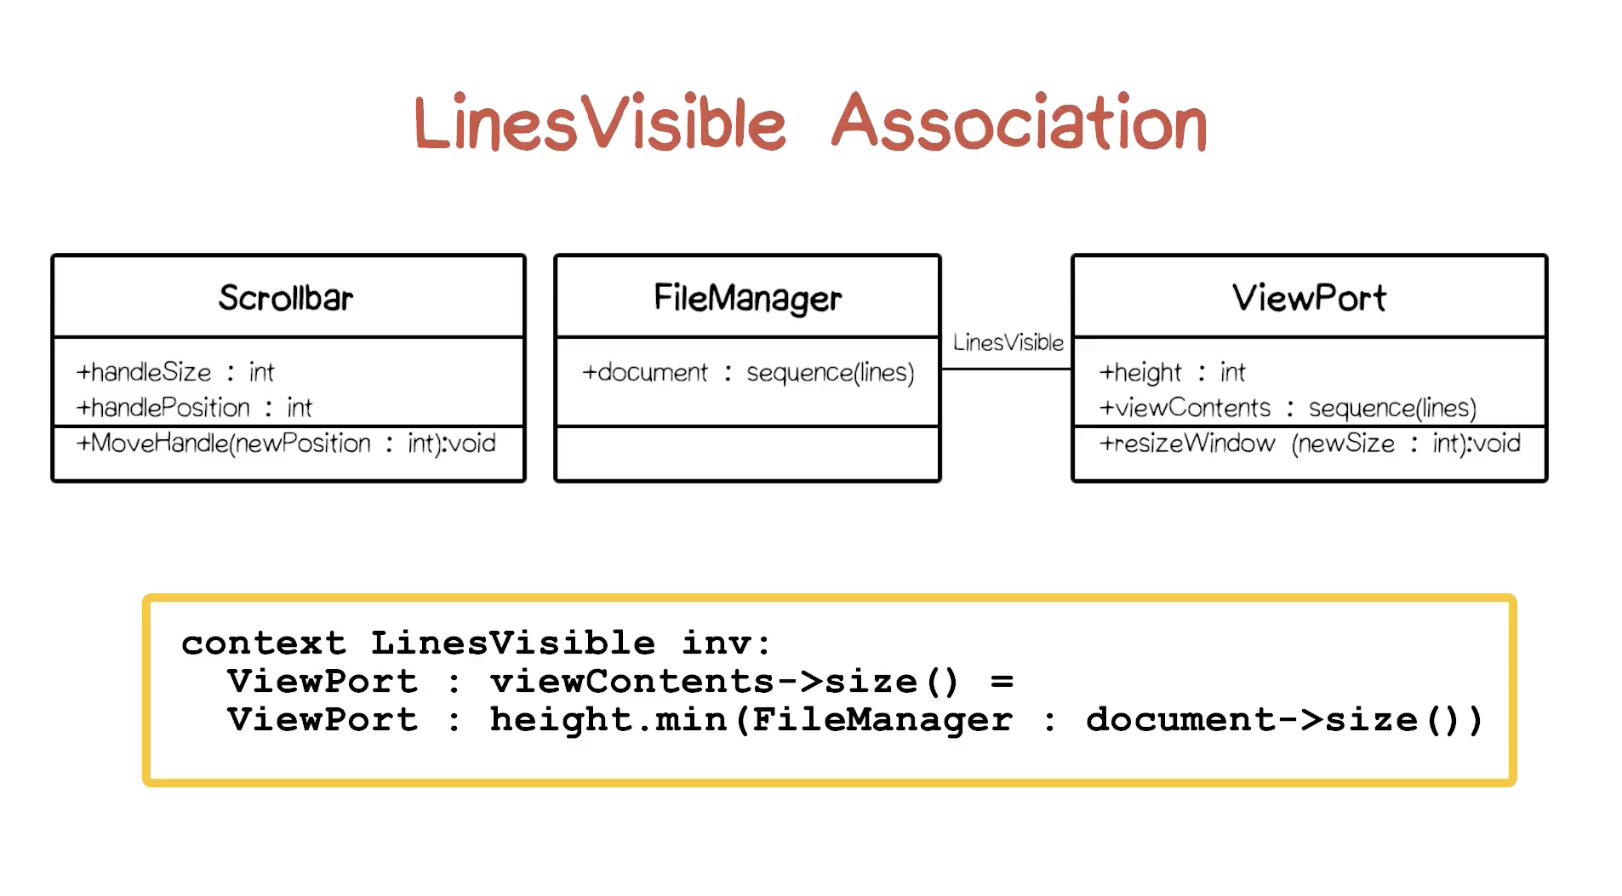 LinesVisible Association
Scrollbar
+handleSize : int
+handlePosition : int
+MoveHandle(newPosition : int):void
FileManager
+document : sequence(lines)
LinesVisible
ViewPort
+height : int
+viewContents : sequence(lines)
+resizeWindow (newSize : int):void
context LinesVisible inv:
ViewPort : viewContents->size() =
ViewPort : height.min(FileManager : document->size())